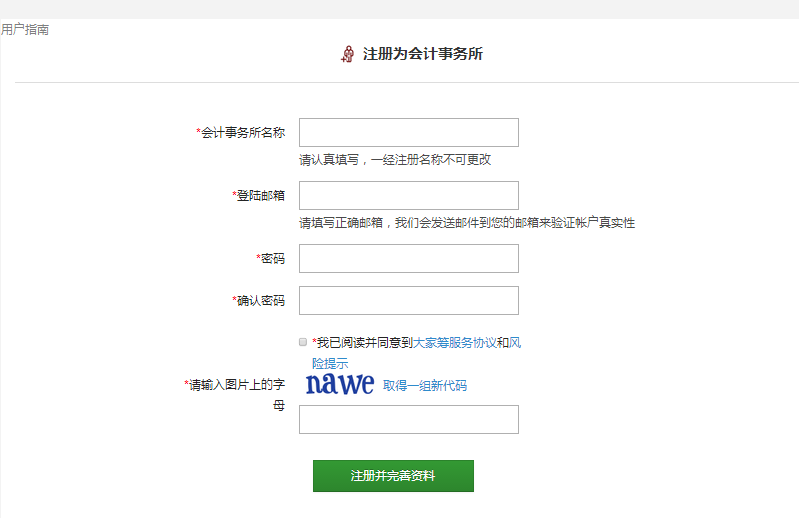 用户指南
注册为会计事务所
*会计事务所名称
请认真填写，一经注册名称不可更改
*登陆邮箱
请填写正确邮箱，我们会发送邮件到您的邮箱来验证帐户真实性
*密码
*确认密码
*我已阅读并同意到大家筹服务协议和风
险提示
*请输入图片上的字
母
nawe 取得一组新代码
注册并完善资料